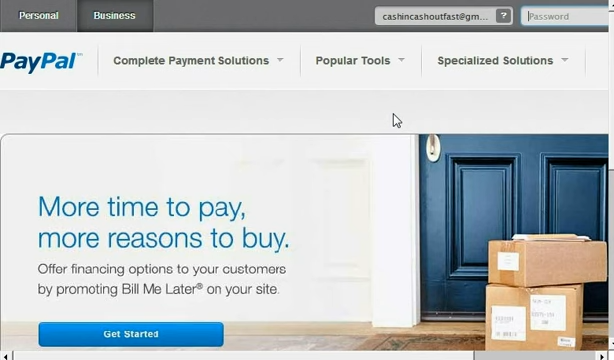 Personal Business cashincashoutfast@gm... ? Password
PayPal Complete Payment Solutions Popular Tools Specialized Solutions
More time to pay,
more reasons to buy.
Offer financing options to your customers
by promoting Bill Me Later® on your site.
Get Started